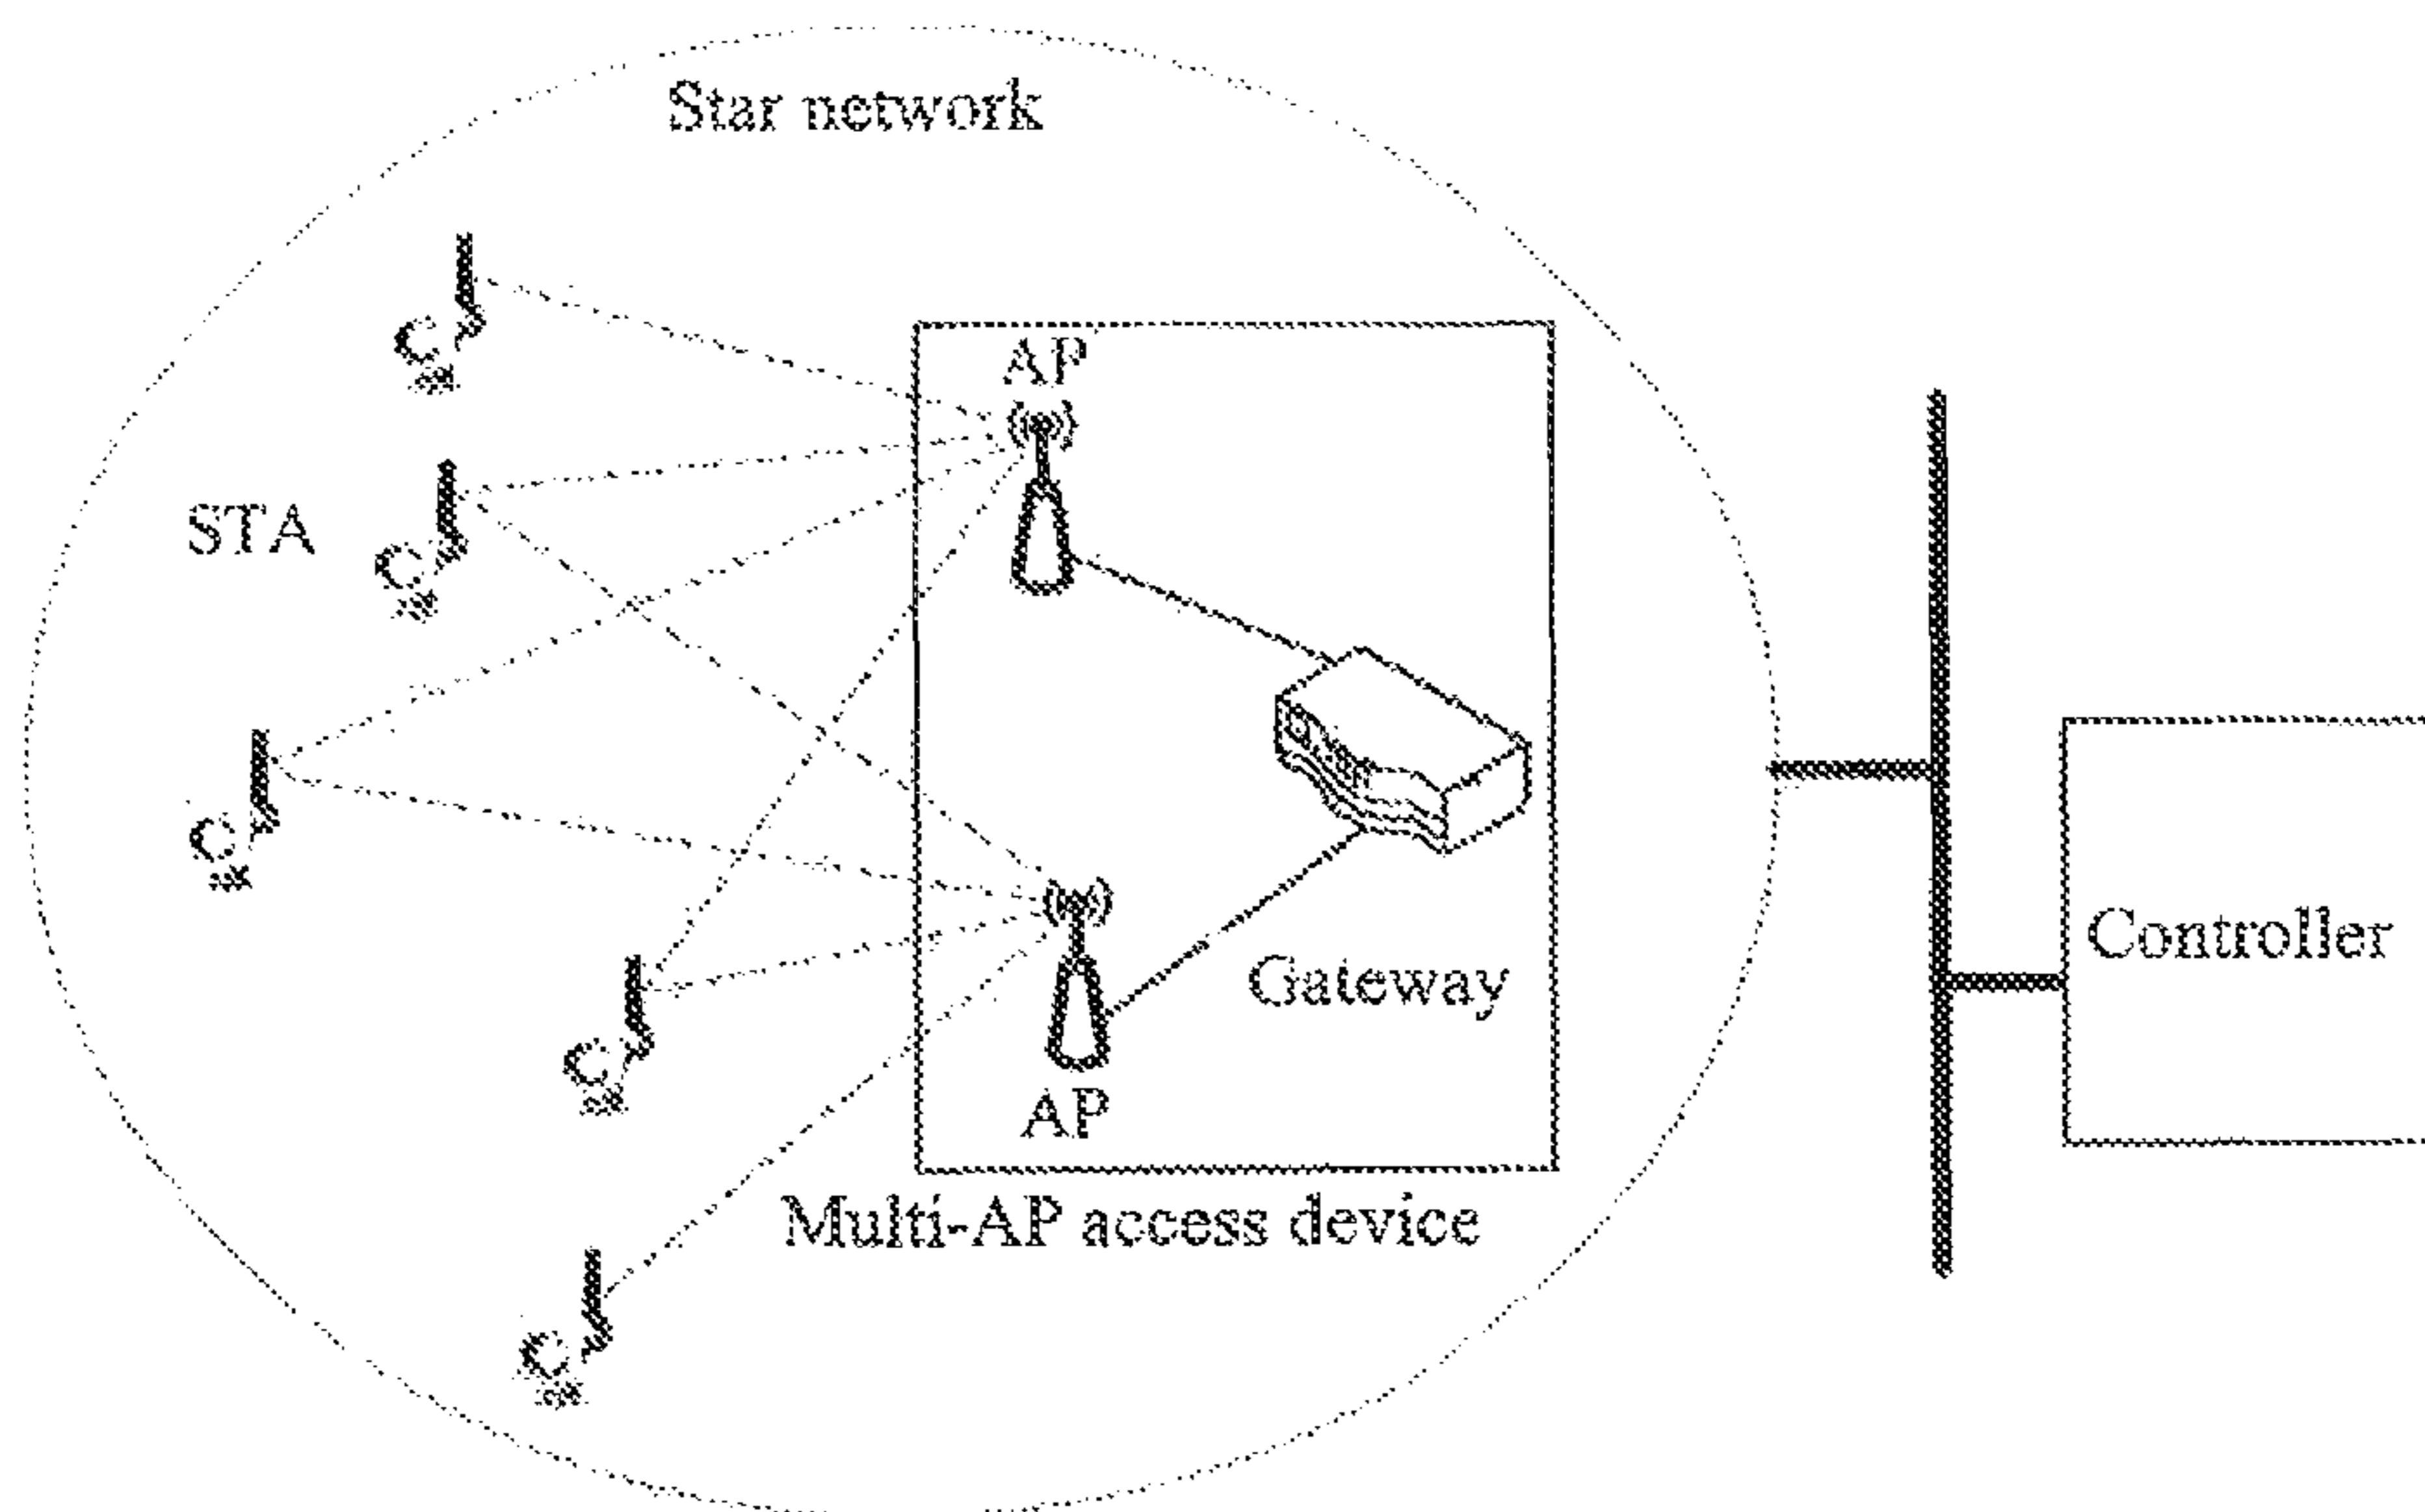 Star network
AP
STA
Controller
Gateway
AP
Multi-AP access device